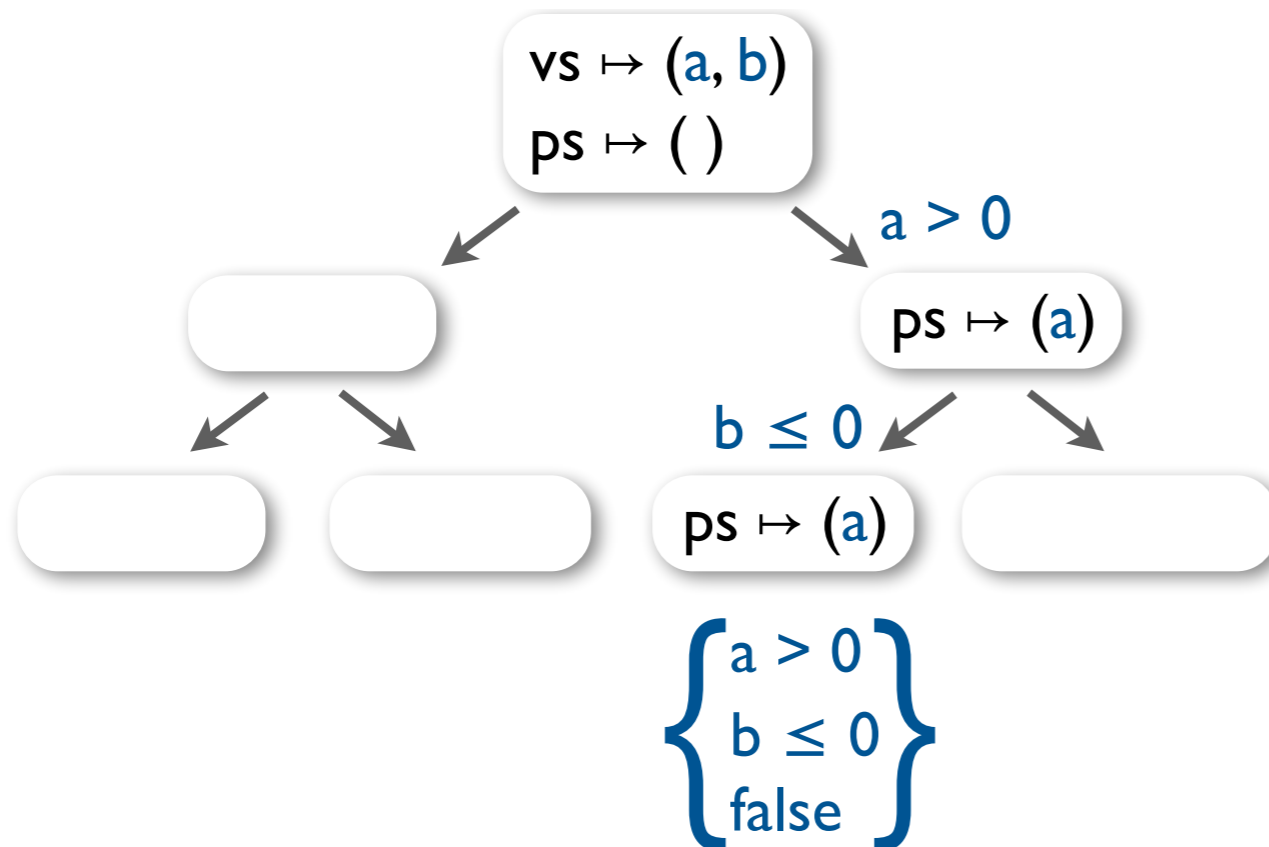 vs ↦ (a, b)
ps ↦ ( )
a > 0
ps ↦ (a)
b ≤ 0
ps ↦ (a)
a > 0
b ≤ 0
false